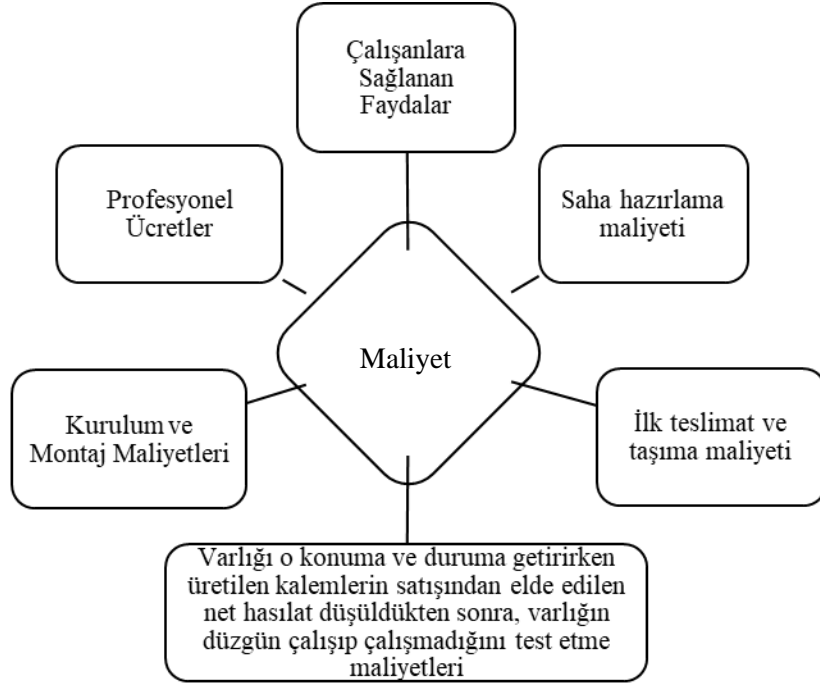 Çalışanlara
Sağlanan
Faydalar
Profesyonel
Ücretler
Saha hazırlama
maliyeti
Maliyet
Kurulum ve
Montaj Maliyetleri
İlk teslimat ve
taşıma maliyeti
Varlığı o konuma ve duruma getirirken
üretilen kalemlerin satışından elde edilen
net hasılat düşüldükten sonra, varlığın
düzgün çalışıp çalışmadığını test etme
maliyetleri